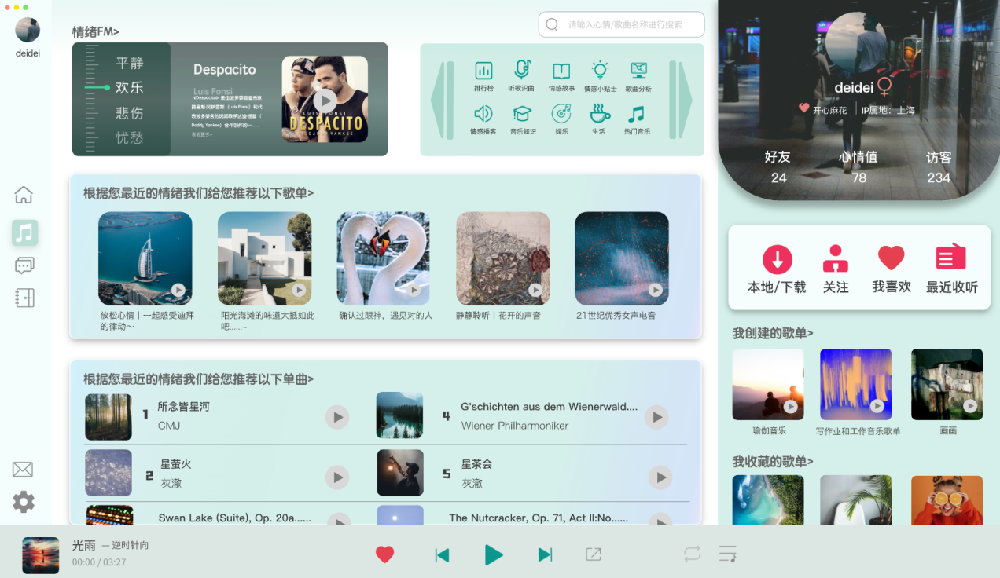 deidei
情绪FM>
请输入心情/歌曲名称进行搜索
平静
欢乐
悲伤
忧愁
Despacito
Luis Fonsi
《Despacito》是由波多黎各音乐家
路易斯·冯萨雷斯(Luis Fonsi)和代
表波多黎各的说唱歌手达迪·扬基(
Daddy Yankee)合作创作的一....
查看更多>
LUIS FONSI
DESPACITO
DADDY YANKEE
排行榜
听歌识曲
情感故事
情感小贴士
歌曲分析
情感播客
音乐知识
娱乐
生活
热门音乐
deidei
开心麻花
IP属地：上海
好友
心情值
访客
24
78
234
根据您最近的情绪我们给您推荐以下歌单>
放松心情｜一起感受迪拜
的律动～
阳光海滩的味道大抵如此
吧......~
确认过眼神，遇见对的人
静静聆听｜花开的声音
21世纪优秀女声电音
本地/下载
关注
我喜欢
最近收听
我创建的歌单>
瑜伽音乐
写作业和工作音乐歌单
画画
我收藏的歌单>
根据您最近的情绪我们给您推荐以下单曲>
1
所念皆星河
CMJ
4
G'schichten aus dem Wienerwald....
Wiener Philharmoniker
2
星萤火
灰澈
5
星茶会
灰澈
Swan Lake (Suite), Op. 20a......
The Nutcracker, Op. 71, Act II:No......
光雨 — 逆时针向
00:00 / 03:27